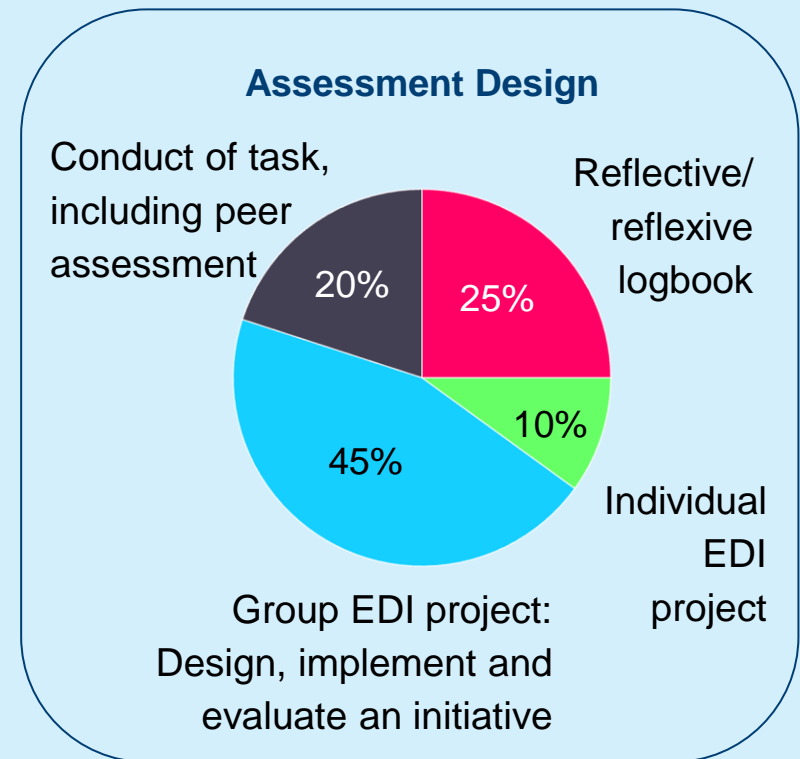 Assessment Design
Conduct of task,
including peer
assessment
20%
Reflective/
reflexive
logbook
25%
10%
Individual
EDI
project
45%
Group EDI project:
Design, implement and
evaluate an initiative